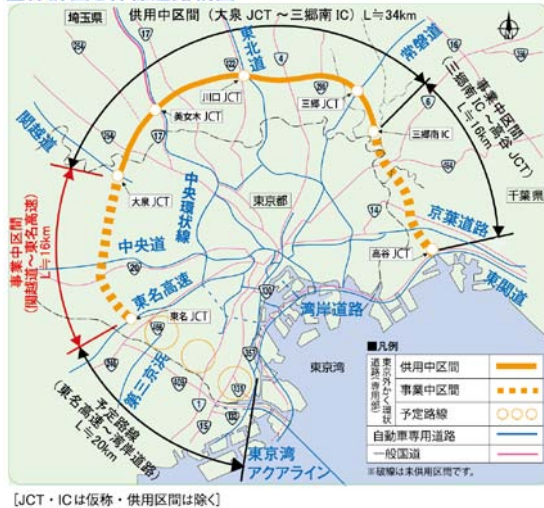 埼玉県
供用中区間(大泉JCT～三郷南IC)L≒34km
東北道
常磐道
川口JCT
三郷JCT
美女木JCT
三郷南IC
事業中区間
(三郷南IC～高谷JCT)
L≒16km
関越道
大泉JCT
中央環状線
東京都
千葉県
京葉道路
高谷JCT
中央道
東関道
事業中区間
(関越道～東名高速)
L≒16km
東名高速
東名JCT
湾岸道路
第三京浜
東京湾
予定路線
(東名高速～湾岸道路)
L≒20km
東京湾
アクアライン
■凡例
東京外かく環状
道路(専用部)
供用中区間
事業中区間
予定路線
自動車専用道路
一般国道
※破線は未供用区間です。
[JCT・ICは仮称・供用区間は除く]